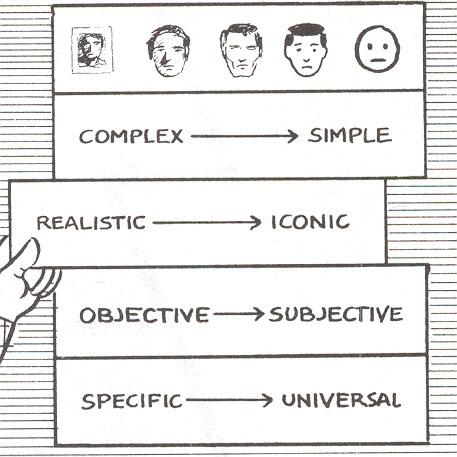 COMPLEX → SIMPLE
REALISTIC → ICONIC
OBJECTIVE → SUBJECTIVE
SPECIFIC → UNIVERSAL